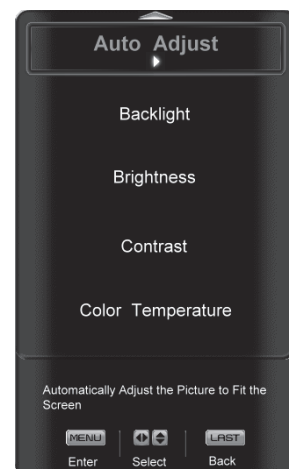 Auto Adjust
Backlight
Brightness
Contrast
Color Temperature
Automatically Adjust the Picture to Fit the
Screen
MENU LAST
Enter Select Back